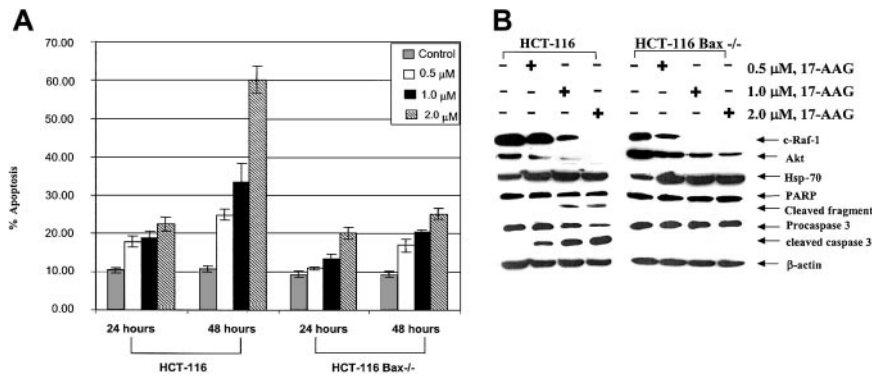 A
% Apoptosis
70.00
60.00
50.00
40.00
30.00
20.00
10.00
0.00
Control
0.5 μM
1.0 μM
2.0 μM
24 hours
48 hours
24 hours
48 hours
HCT-116
HCT-116 Bax-/-
B
HCT-116
HCT-116 Bax -/-
- + - - - + - - 0.5 μM, 17-AAG
- - + - - - + - 1.0 μM, 17-AAG
- - - + - - - + 2.0 μM, 17-AAG
c-Raf-1
Akt
Hsp-70
PARP
Cleaved fragment
Procaspase 3
cleaved caspase 3
β-actin